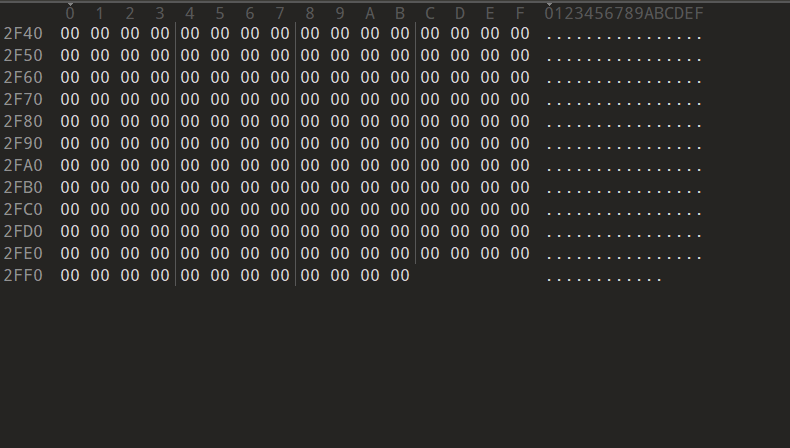 0 1 2 3 4 5 6 7 8 9 A B C D E F 0123456789ABCDEF
2F40 00 00 00 00 00 00 00 00 00 00 00 00 00 00 00 00 ................
2F50 00 00 00 00 00 00 00 00 00 00 00 00 00 00 00 00 ................
2F60 00 00 00 00 00 00 00 00 00 00 00 00 00 00 00 00 ................
2F70 00 00 00 00 00 00 00 00 00 00 00 00 00 00 00 00 ................
2F80 00 00 00 00 00 00 00 00 00 00 00 00 00 00 00 00 ................
2F90 00 00 00 00 00 00 00 00 00 00 00 00 00 00 00 00 ................
2FA0 00 00 00 00 00 00 00 00 00 00 00 00 00 00 00 00 ................
2FB0 00 00 00 00 00 00 00 00 00 00 00 00 00 00 00 00 ................
2FC0 00 00 00 00 00 00 00 00 00 00 00 00 00 00 00 00 ................
2FD0 00 00 00 00 00 00 00 00 00 00 00 00 00 00 00 00 ................
2FE0 00 00 00 00 00 00 00 00 00 00 00 00 00 00 00 00 ................
2FF0 00 00 00 00 00 00 00 00 00 00 00 00 ............